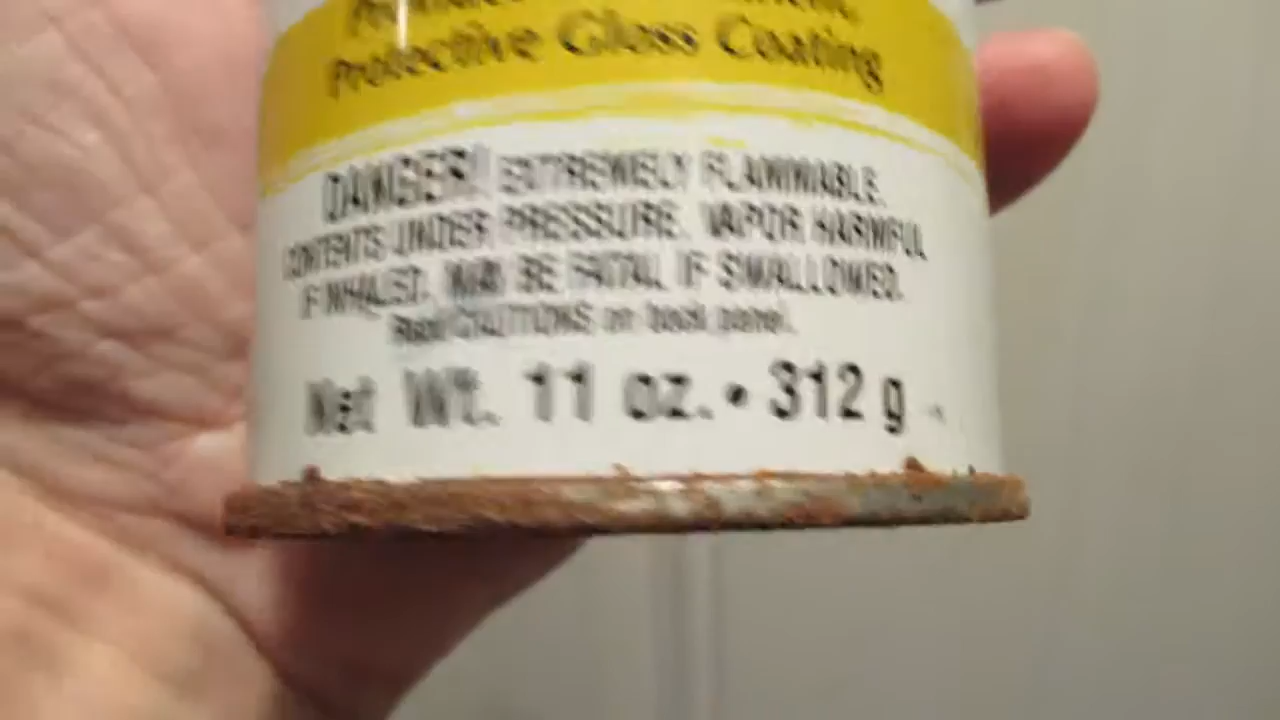 Protective Gloss Coating
DANGER! EXTREMELY FLAMMABLE.
CONTENTS UNDER PRESSURE. VAPOR HARMFUL
IF INHALED. MAY BE FATAL IF SWALLOWED.
Read CAUTIONS on back panel.
Net Wt. 11 oz. • 312 g